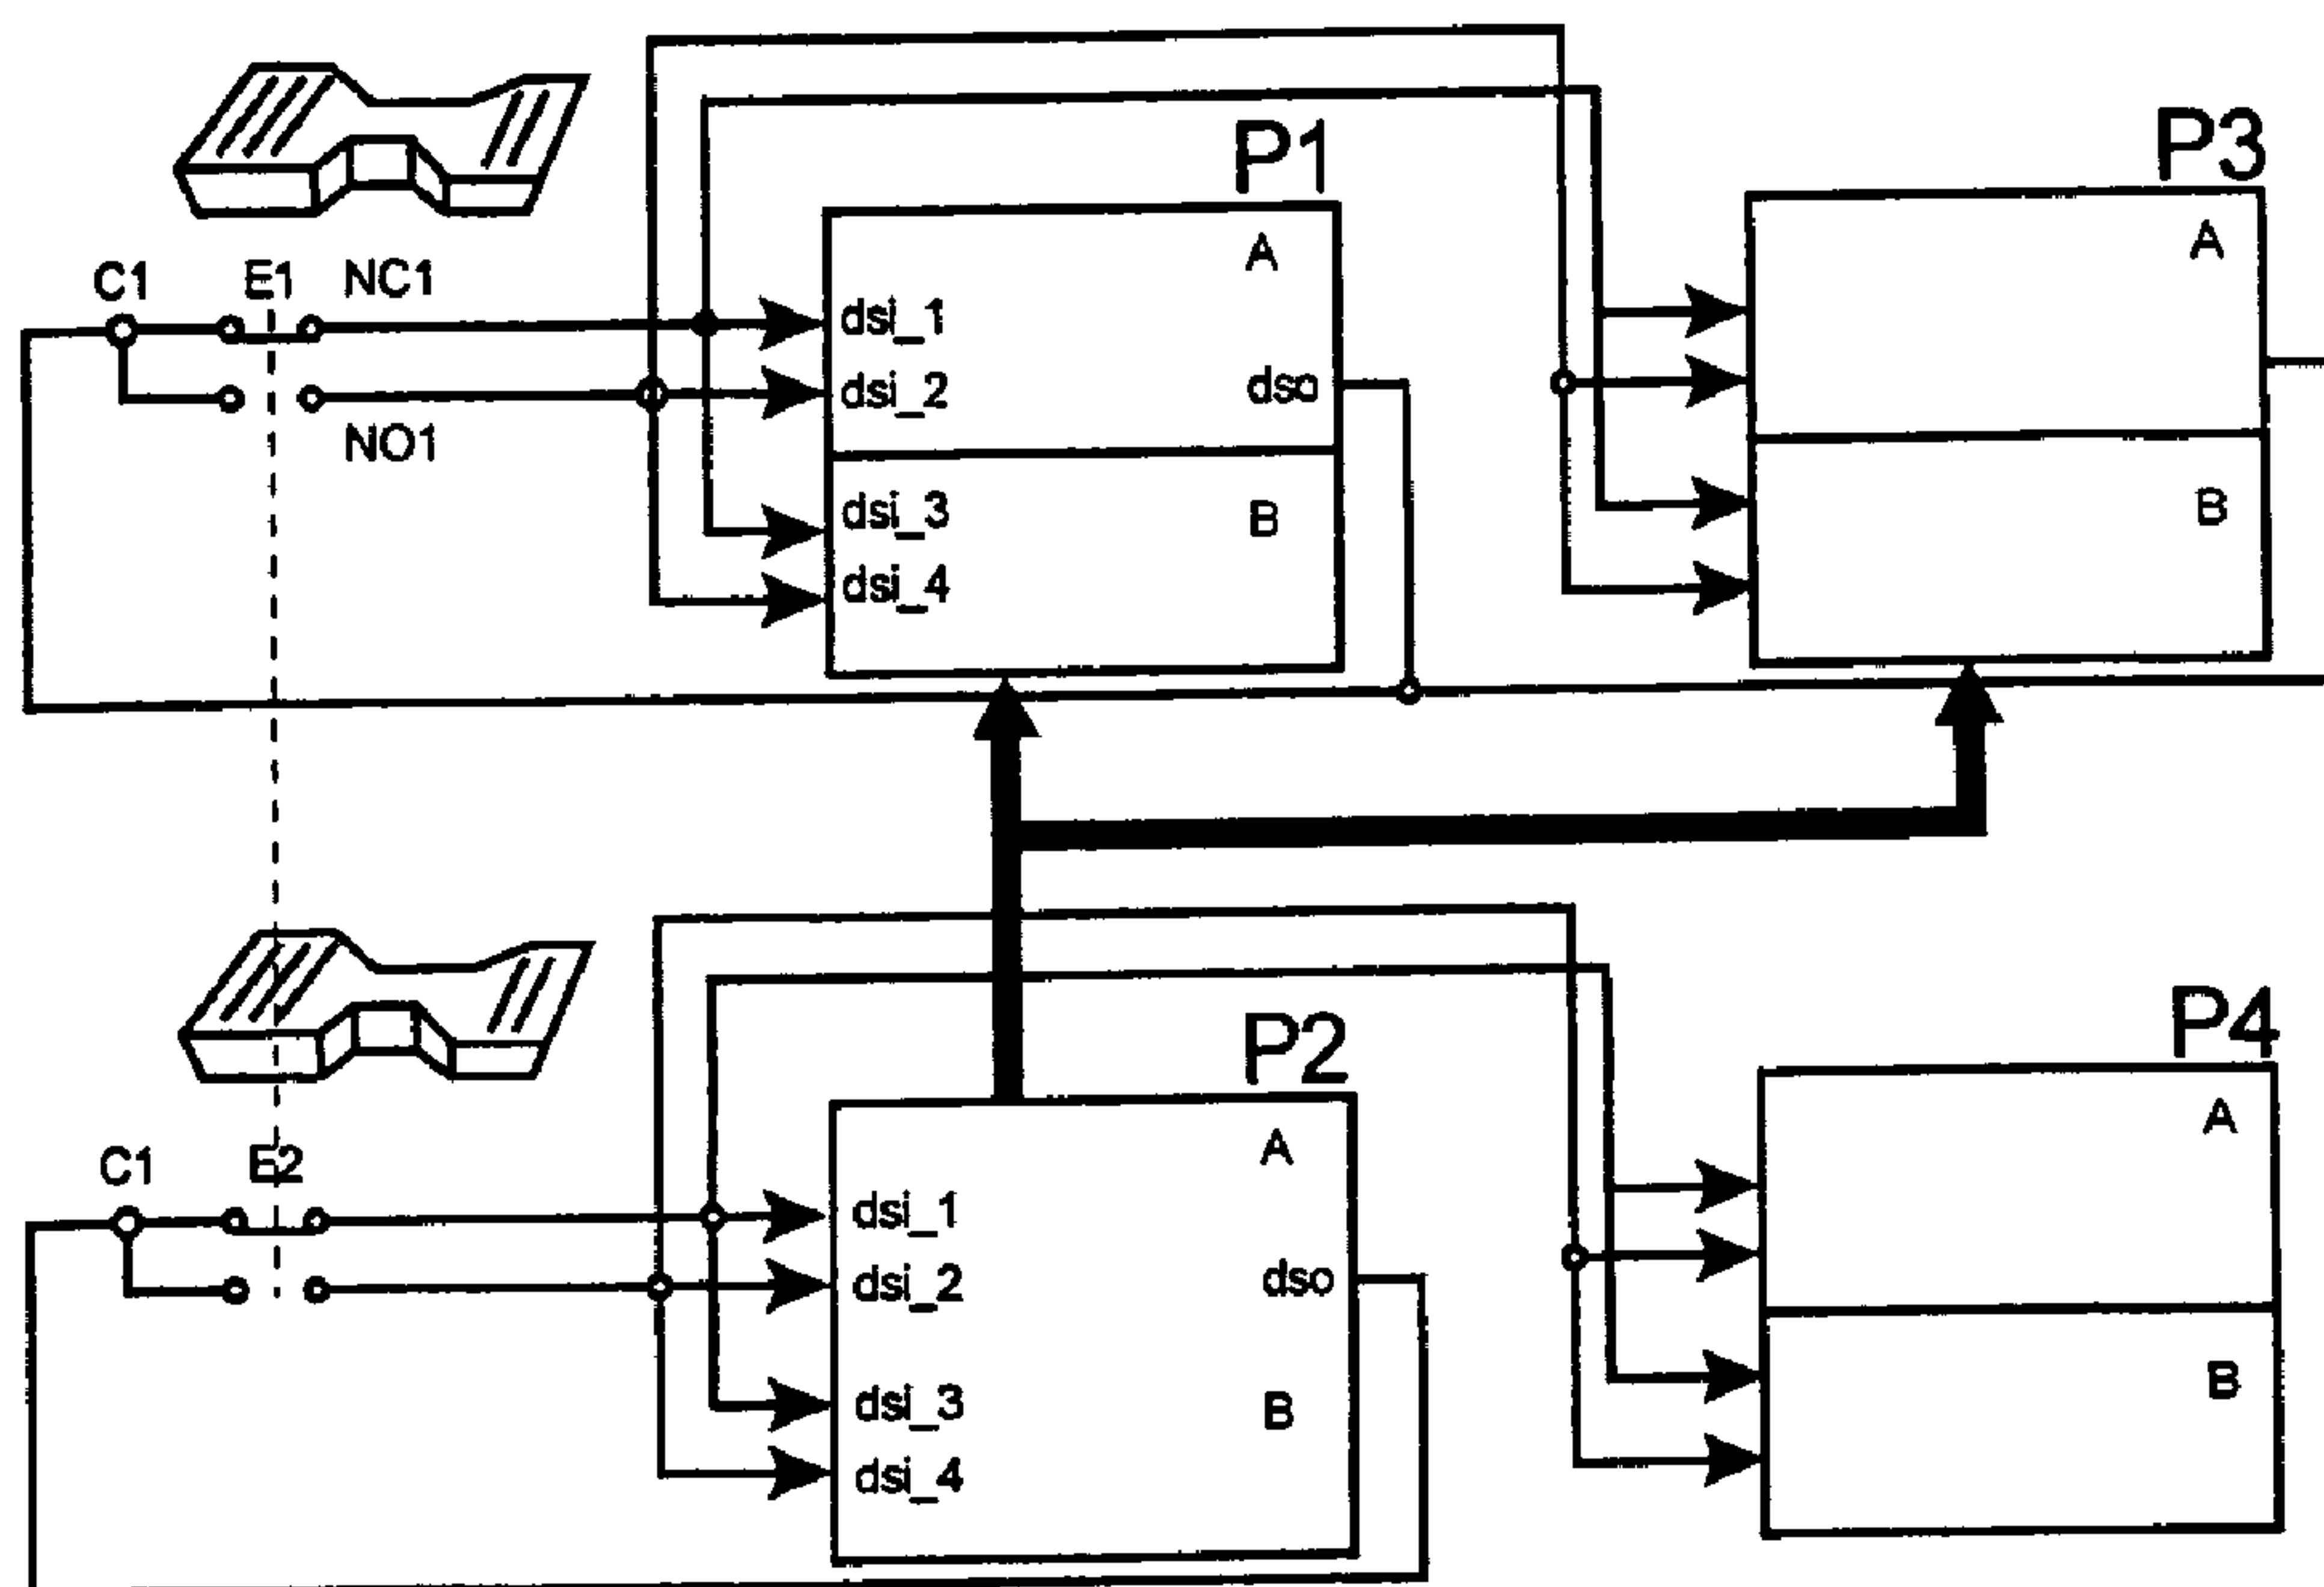 P1
P3
A
A
C1
E1
NC1
dsi_1
dsi_2
dso
NO1
dsi_3
B
B
dsi_4
P2
P4
A
A
C1
E2
dsi_1
dsi_2
dso
dsi_3
B
B
dsi_4